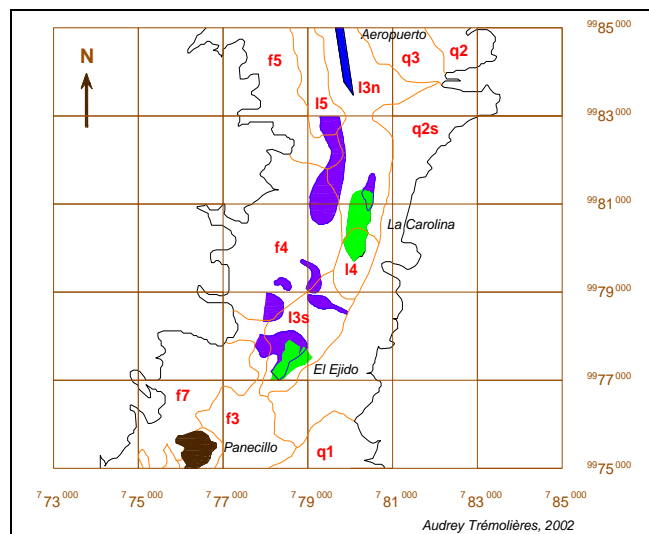 Aeropuerto
99 85 000
N
f5
q3
q2
l5
l3n
99 83 000
q2s
99 81 000
La Carolina
f4
l4
99 79 000
l3s
El Ejido
99 77 000
f7
f3
Panecillo
q1
99 75 000
7 73 000 7 75 000 7 77 000 7 79 000 7 81 000 7 83 000 7 85 000
Audrey Trémolières, 2002